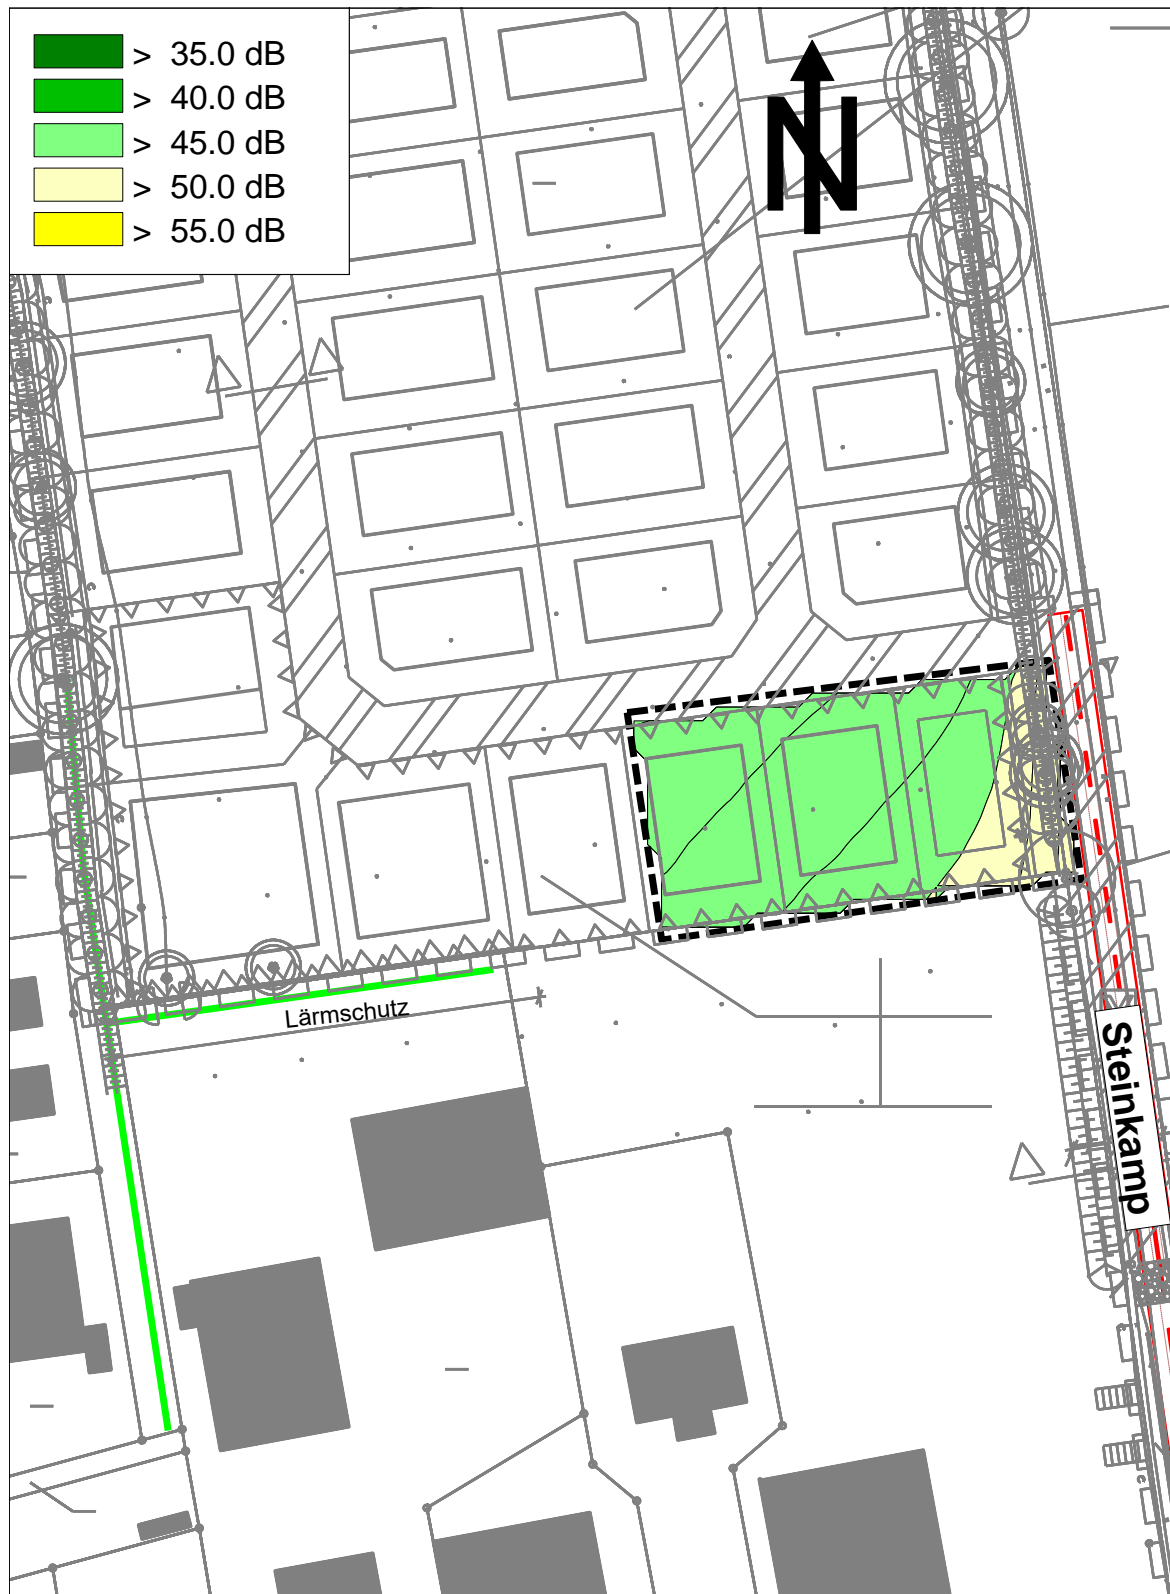 > 35.0 dB
> 40.0 dB
> 45.0 dB
> 50.0 dB
> 55.0 dB
N
Lärmschutz
Steinkamp